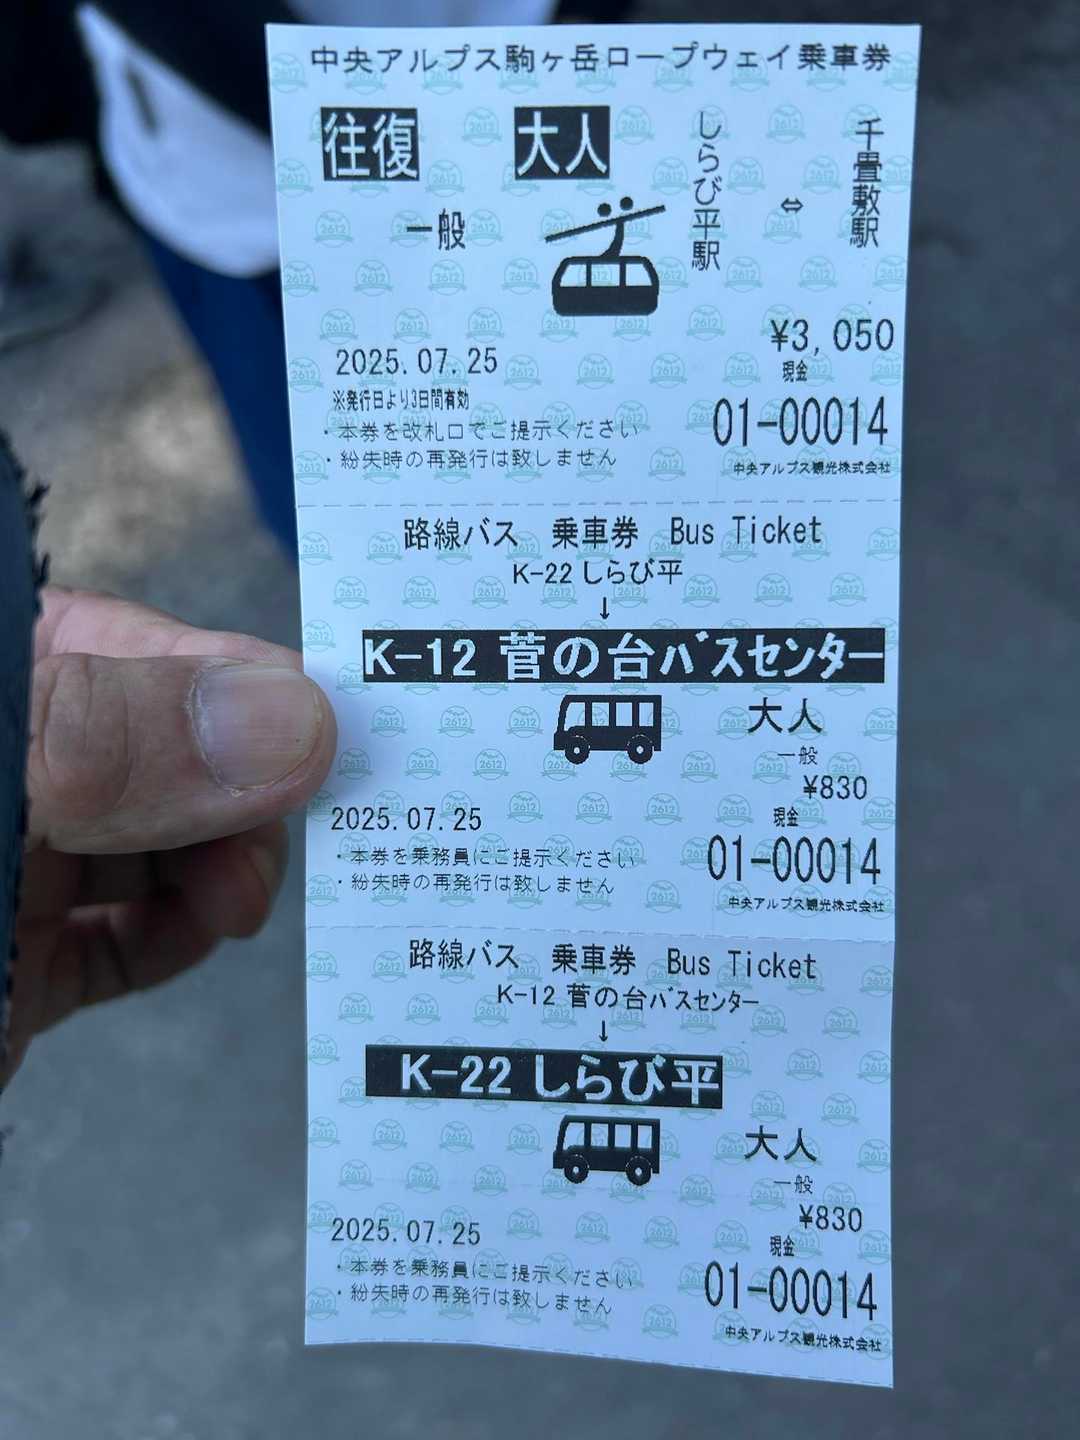 中央アルプス駒ヶ岳ロープウェイ乗車券
往復 大人
一般
しらび平駅
⇔
千畳敷駅
¥3,050
現金
2025.07.25
※発行日より3日間有効
・本券を改札口でご提示ください
・紛失時の再発行は致しません
01-00014
中央アルプス観光株式会社
路線バス 乗車券 Bus Ticket
K-22 しらび平
↓
K-12 菅の台バスセンター
大人
一般
¥830
現金
2025.07.25
・本券を乗務員にご提示ください
・紛失時の再発行は致しません
01-00014
中央アルプス観光株式会社
路線バス 乗車券 Bus Ticket
K-12 菅の台バスセンター
↓
K-22 しらび平
大人
一般
¥830
現金
2025.07.25
・本券を乗務員にご提示ください
・紛失時の再発行は致しません
01-00014
中央アルプス観光株式会社
2612